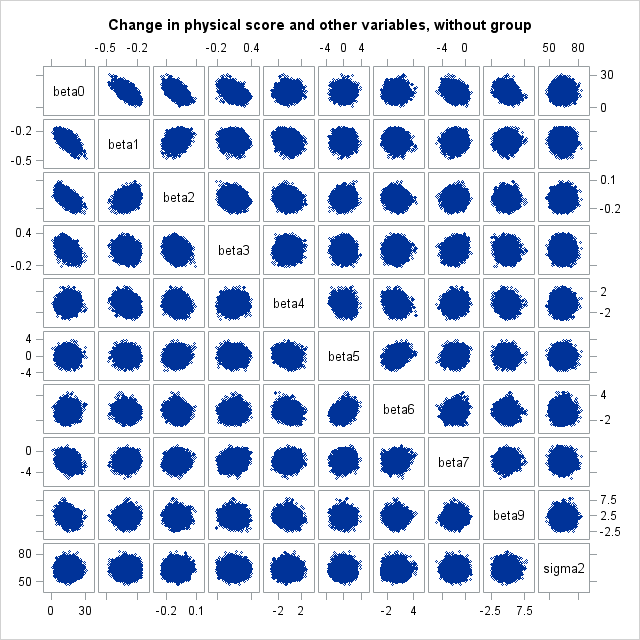 Change in physical score and other variables, without group
-0.5 -0.2 -0.2 0.4 -4 0 4 -4 0 50 80
beta0 30
0
-0.2 beta1
-0.5
beta2 0.1
-0.2
0.4 beta3
-0.2
beta4 2
-2
4 beta5
0
-4
beta6 4
-2
0 beta7
-4
beta9 7.5
2.5
-2.5
80 sigma2
50
0 30 -0.2 0.1 -2 2 -2 4 -2.5 7.5